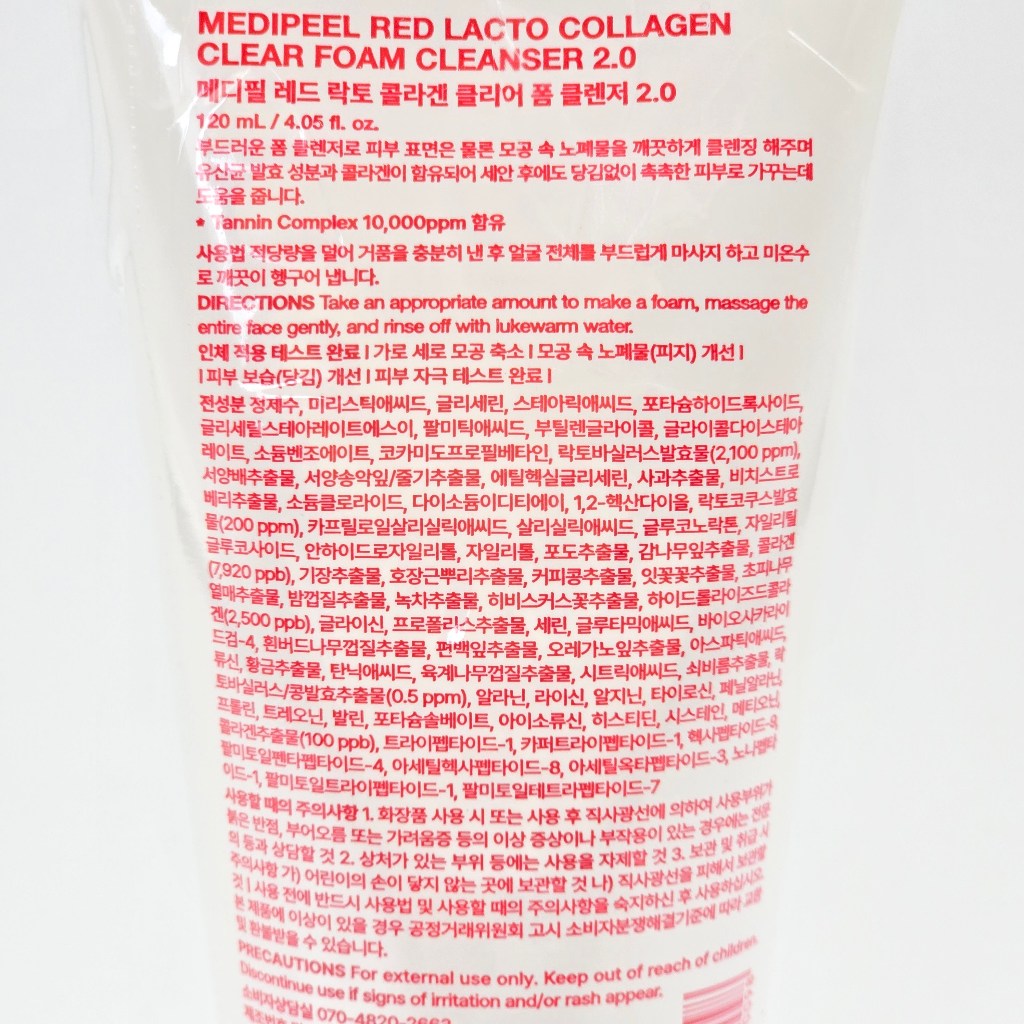 MEDIPEEL RED LACTO COLLAGEN
CLEAR FOAM CLEANSER 2.0
메디필 레드 락토 콜라겐 클리어 폼 클렌저 2.0
120 mL / 4.05 fl. oz.
부드러운 폼 클렌저로 피부 표면은 물론 모공 속 노폐물을 깨끗하게 클렌징 해주며
유산균 발효 성분과 콜라겐이 함유되어 세안 후에도 당김없이 촉촉한 피부로 가꾸는데
도움을 줍니다.
* Tannin Complex 10,000ppm 함유
사용법 적당량을 덜어 거품을 충분히 낸 후 얼굴 전체를 부드럽게 마사지 하고 미온수
로 깨끗이 헹구어 냅니다.
DIRECTIONS Take an appropriate amount to make a foam, massage the
entire face gently, and rinse off with lukewarm water.
인체 적용 테스트 완료 I 가로 세로 모공 축소 I 모공 속 노폐물(피지) 개선 I
I 피부 보습(당김) 개선 I 피부 자극 테스트 완료 I
전성분 정제수, 미리스틱애씨드, 글리세린, 스테아릭애씨드, 포타슘하이드록사이드,
글리세릴스테아레이트에스이, 팔미틱애씨드, 부틸렌글라이콜, 글라이콜다이스테아
레이트, 소듐벤조에이트, 코카미도프로필베타인, 락토바실러스발효물(2,100 ppm),
서양배추출물, 서양송악잎/줄기추출물, 에틸헥실글리세린, 사과추출물, 비치스트로
베리추출물, 소듐클로라이드, 다이소듐이디티에이, 1,2-헥산다이올, 락토코쿠스발효
물(200 ppm), 카프릴로일살리실릭애씨드, 살리실릭애씨드, 글루코노락톤, 자일리틸
글루코사이드, 안하이드로자일리톨, 자일리톨, 포도추출물, 감나무잎추출물, 콜라겐
(7,920 ppb), 기장추출물, 호장근뿌리추출물, 커피콩추출물, 잇꽃꽃추출물, 초피나무
열매추출물, 밤껍질추출물, 녹차추출물, 히비스커스꽃추출물, 하이드롤라이즈드콜라
겐(2,500 ppb), 글라이신, 프로폴리스추출물, 세린, 글루타믹애씨드, 바이오사카라이
드검-4, 흰버드나무껍질추출물, 편백잎추출물, 오레가노잎추출물, 아스파틱애씨드,
류신, 황금추출물, 탄닉애씨드, 육계나무껍질추출물, 시트릭애씨드, 쇠비름추출물, 락
토바실러스/콩발효추출물(0.5 ppm), 알라닌, 라이신, 알지닌, 타이로신, 페닐알라닌,
프롤린, 트레오닌, 발린, 포타슘솔베이트, 아이소류신, 히스티딘, 시스테인, 메티오닌,
콜라겐추출물(100 ppb), 트라이펩타이드-1, 카퍼트라이펩타이드-1, 헥사펩타이드-8,
팔미토일펜타펩타이드-4, 아세틸헥사펩타이드-8, 아세틸옥타펩타이드-3, 노나펩타
이드-1, 팔미토일트라이펩타이드-1, 팔미토일테트라펩타이드-7
사용할 때의 주의사항 1. 화장품 사용 시 또는 사용 후 직사광선에 의하여 사용부위가
붉은 반점, 부어오름 또는 가려움증 등의 이상 증상이나 부작용이 있는 경우에는 전문
의 등과 상담할 것 2. 상처가 있는 부위 등에는 사용을 자제할 것 3. 보관 및 취급 시
주의사항 가) 어린이의 손이 닿지 않는 곳에 보관할 것 나) 직사광선을 피해서 보관할
것 I 사용 전에 반드시 사용법 및 사용할 때의 주의사항을 숙지하신 후 사용하십시오.
본 제품에 이상이 있을 경우 공정거래위원회 고시 소비자분쟁해결기준에 따라 교환
및 환불받을 수 있습니다.
PRECAUTIONS For external use only. Keep out of reach of children.
Discontinue use if signs of irritation and/or rash appear.
소비자상담실 070-4820-2663
제조번호